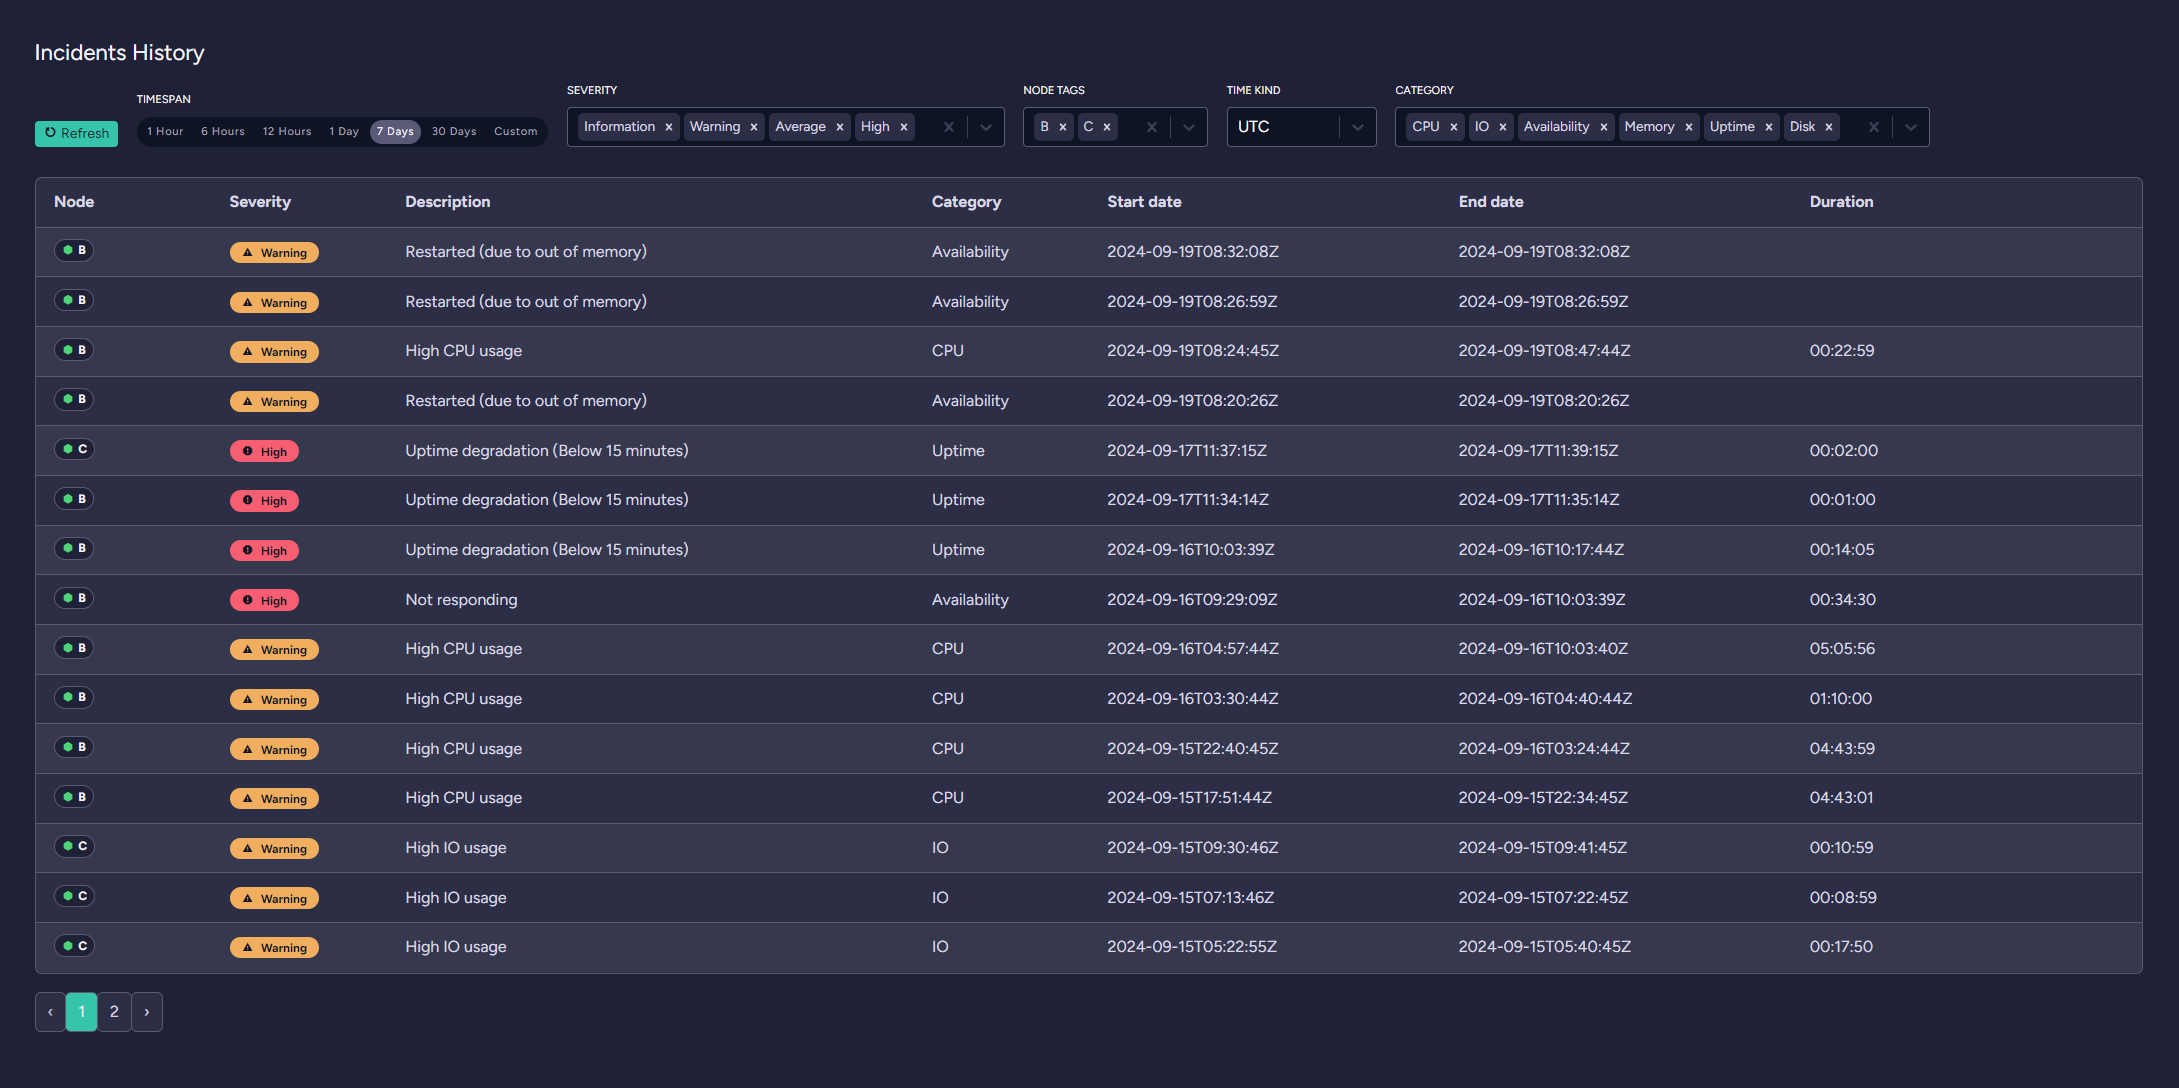 Incidents History
Refresh
TIMESPAN
1 Hour 6 Hours 12 Hours 1 Day 7 Days 30 Days Custom
SEVERITY
Information × Warning × Average × High ×
NODE TAGS
B × C ×
TIME KIND
UTC
CATEGORY
CPU × IO × Availability × Memory × Uptime × Disk ×
Node Severity Description Category Start date End date Duration
B Warning Restarted (due to out of memory) Availability 2024-09-19T08:32:08Z 2024-09-19T08:32:08Z
B Warning Restarted (due to out of memory) Availability 2024-09-19T08:26:59Z 2024-09-19T08:26:59Z
B Warning High CPU usage CPU 2024-09-19T08:24:45Z 2024-09-19T08:47:44Z 00:22:59
B Warning Restarted (due to out of memory) Availability 2024-09-19T08:20:26Z 2024-09-19T08:20:26Z
C High Uptime degradation (Below 15 minutes) Uptime 2024-09-17T11:37:15Z 2024-09-17T11:39:15Z 00:02:00
C High Uptime degradation (Below 15 minutes) Uptime 2024-09-17T11:34:14Z 2024-09-17T11:35:14Z 00:01:00
B High Uptime degradation (Below 15 minutes) Uptime 2024-09-16T10:03:39Z 2024-09-16T10:17:44Z 00:14:05
B High Not responding Availability 2024-09-16T09:29:09Z 2024-09-16T10:03:39Z 00:34:30
B Warning High CPU usage CPU 2024-09-16T04:57:44Z 2024-09-16T10:03:40Z 05:05:56
B Warning High CPU usage CPU 2024-09-16T03:30:44Z 2024-09-16T04:40:44Z 01:10:00
B Warning High CPU usage CPU 2024-09-15T22:40:45Z 2024-09-16T03:24:44Z 04:43:59
B Warning High CPU usage CPU 2024-09-15T17:51:44Z 2024-09-15T22:34:45Z 04:43:01
C Warning High IO usage IO 2024-09-15T09:30:46Z 2024-09-15T09:41:45Z 00:10:59
C Warning High IO usage IO 2024-09-15T07:13:46Z 2024-09-15T07:22:45Z 00:08:59
C Warning High IO usage IO 2024-09-15T05:22:55Z 2024-09-15T05:40:45Z 00:17:50
‹ 1 2 ›